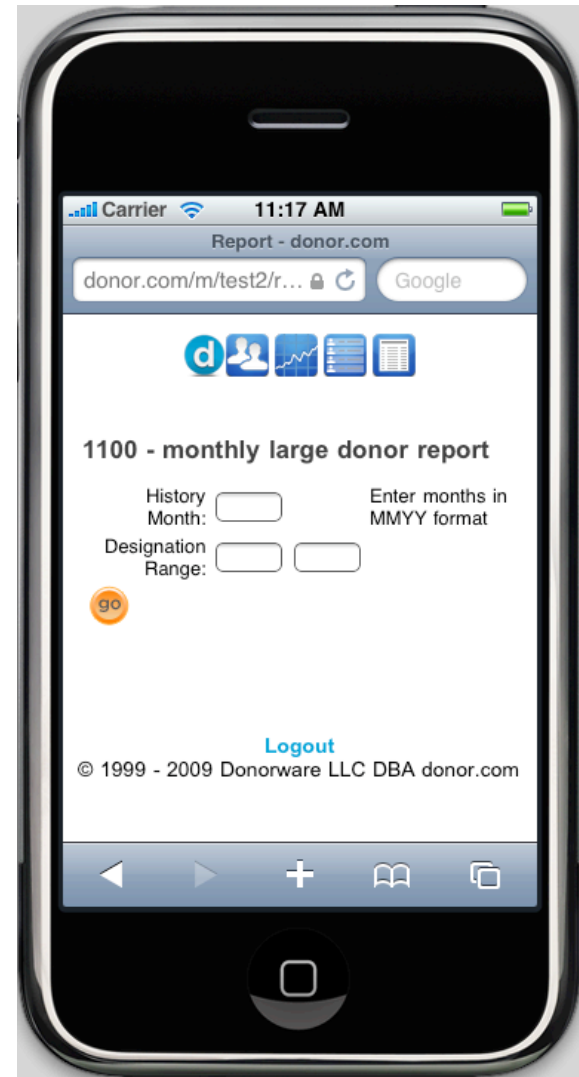 Carrier 11:17 AM
Report - donor.com
donor.com/m/test2/r... Google
d
1100 - monthly large donor report
History
Month:
Enter months in
MMYY format
Designation
Range:
go
Logout
© 1999 - 2009 Donorware LLC DBA donor.com